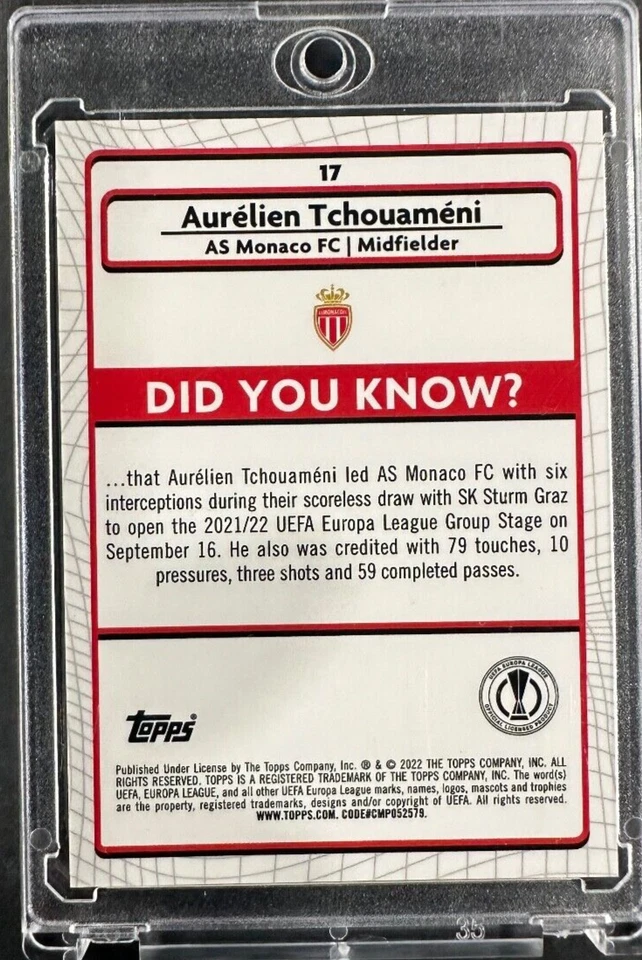 17
Aurélien Tchouaméni
AS Monaco FC | Midfielder
DID YOU KNOW?
...that Aurélien Tchouaméni led AS Monaco FC with six
interceptions during their scoreless draw with SK Sturm Graz
to open the 2021/22 UEFA Europa League Group Stage on
September 16. He also was credited with 79 touches, 10
pressures, three shots and 59 completed passes.
UEFA EUROPA LEAGUE
OFFICIAL LICENSED PRODUCT
topps®
Published Under License by The Topps Company, Inc. ® & © 2022 THE TOPPS COMPANY, INC. ALL
RIGHTS RESERVED. TOPPS IS A REGISTERED TRADEMARK OF THE TOPPS COMPANY, INC. The word(s)
UEFA, EUROPA LEAGUE, and all other UEFA Europa League marks, names, logos, mascots and trophies
are the property, registered trademarks, designs and/or copyright of UEFA. All rights reserved.
WWW.TOPPS.COM. CODE#CMP052579.
35